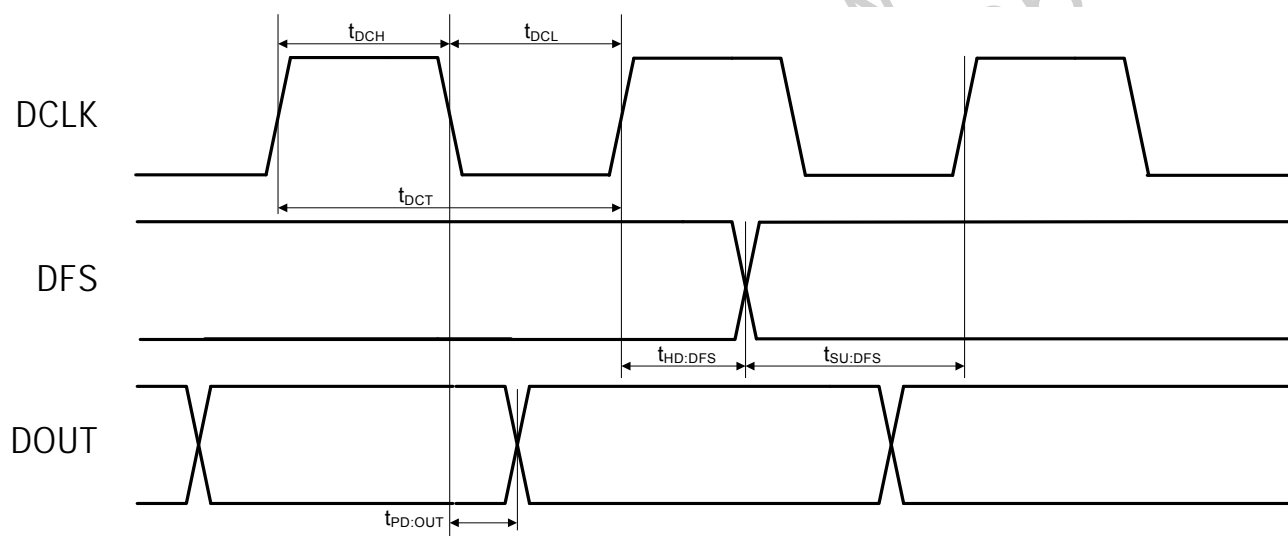 tDCH
tDCL
DCLK
tDCT
DFS
tHD:DFS
tSU:DFS
DOUT
tPD:OUT